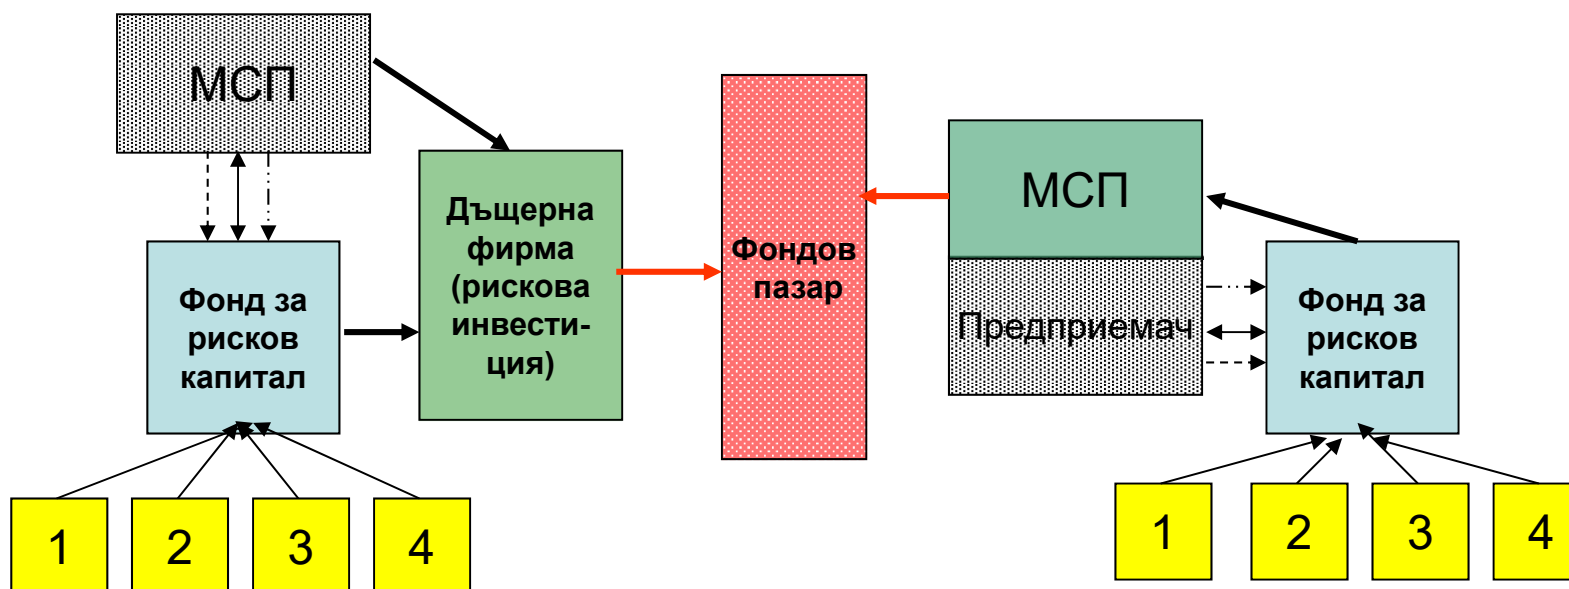 МСП
Дъщерна
фирма
(рискова
инвести-
ция)
Фонд за
рисков
капитал
1
2
3
4
Фондов
пазар
МСП
Предприемач
Фонд за
рисков
капитал
1
2
3
4